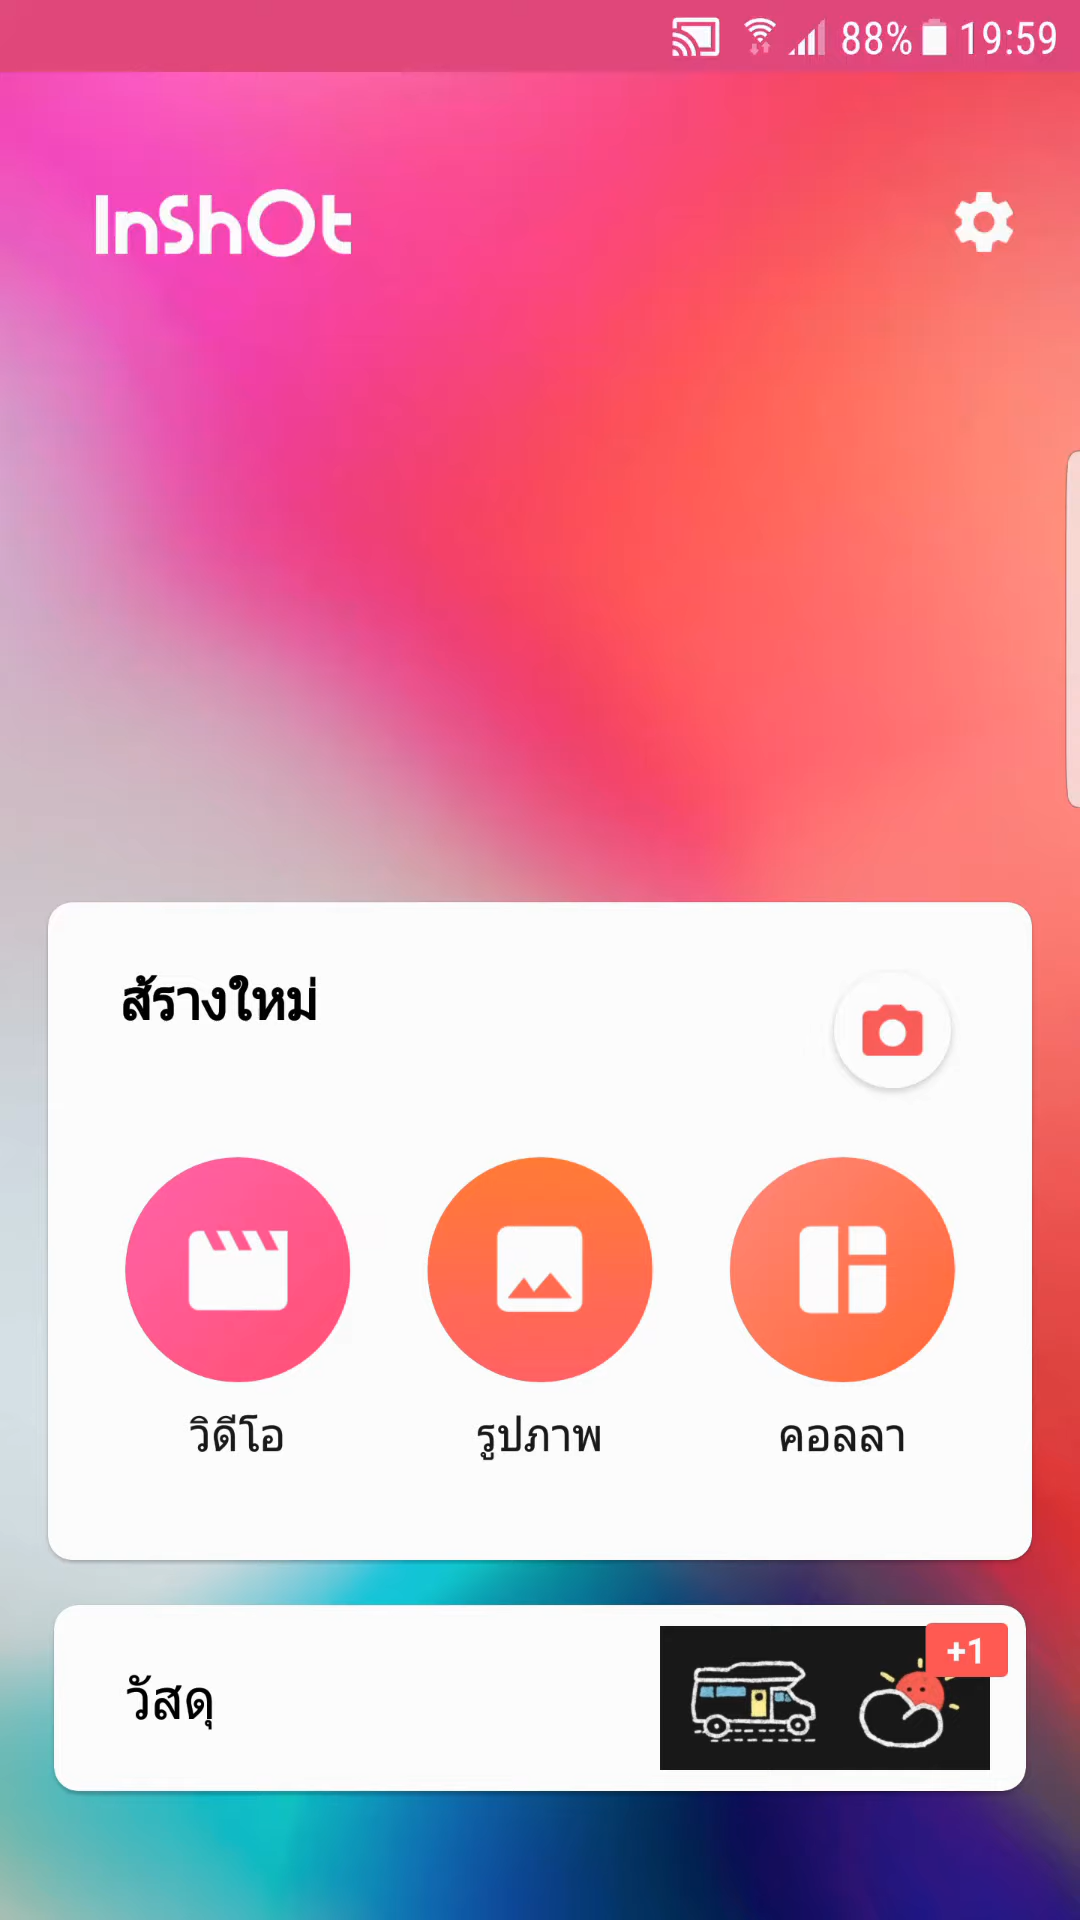 88% 19:59
InShOt
สร้างใหม่
วิดีโอ
รูปภาพ
คอลลา
วัสดุ
+1